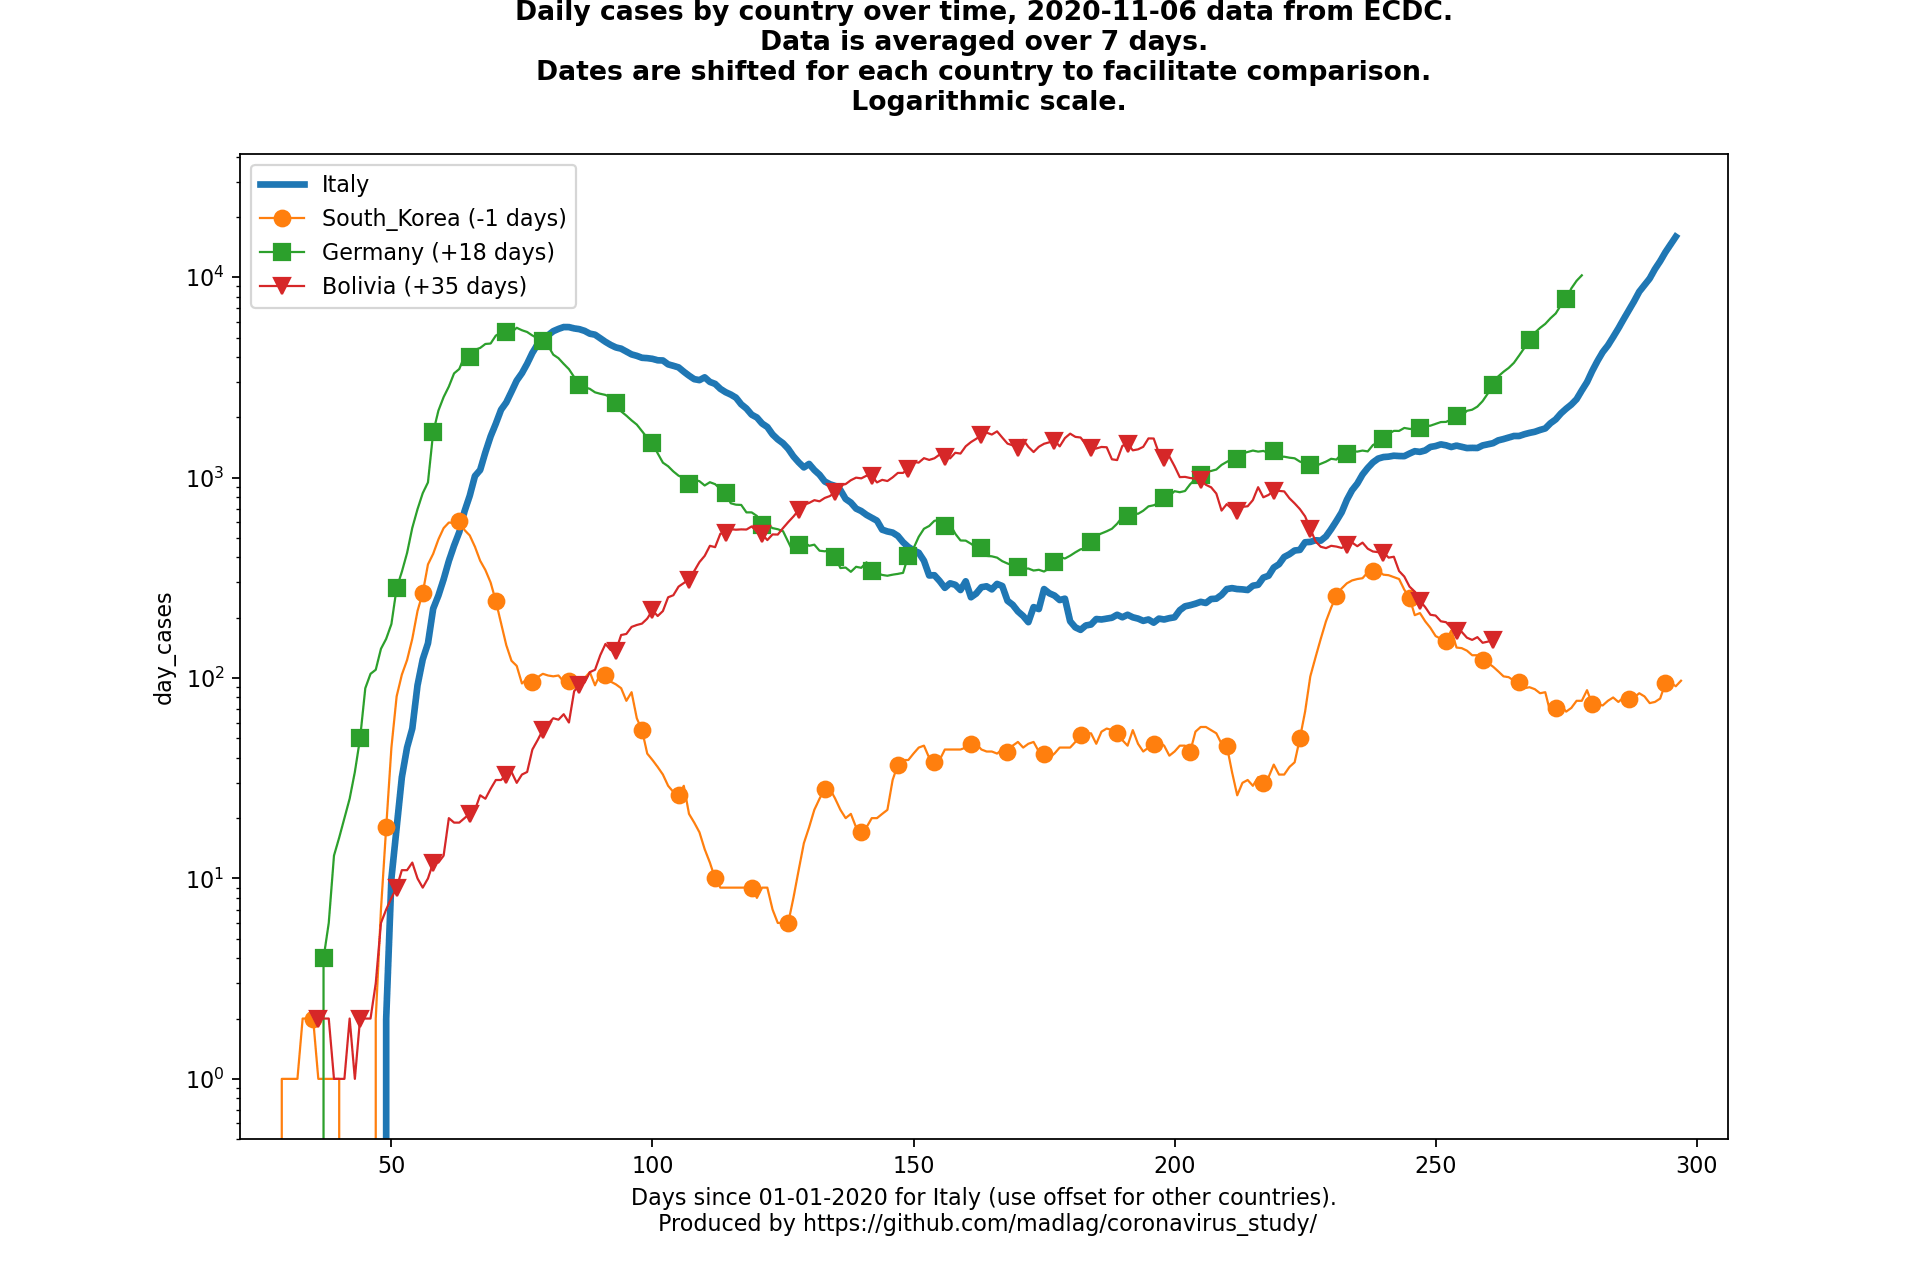 Daily cases by country over time, 2020-11-06 data from ECDC.
Data is averaged over 7 days.
Dates are shifted for each country to facilitate comparison.
Logarithmic scale.
Italy
South_Korea (-1 days)
Germany (+18 days)
Bolivia (+35 days)
10⁴
10³
10²
10¹
10⁰
day_cases
50 100 150 200 250 300
Days since 01-01-2020 for Italy (use offset for other countries).
Produced by https://github.com/madlag/coronavirus_study/